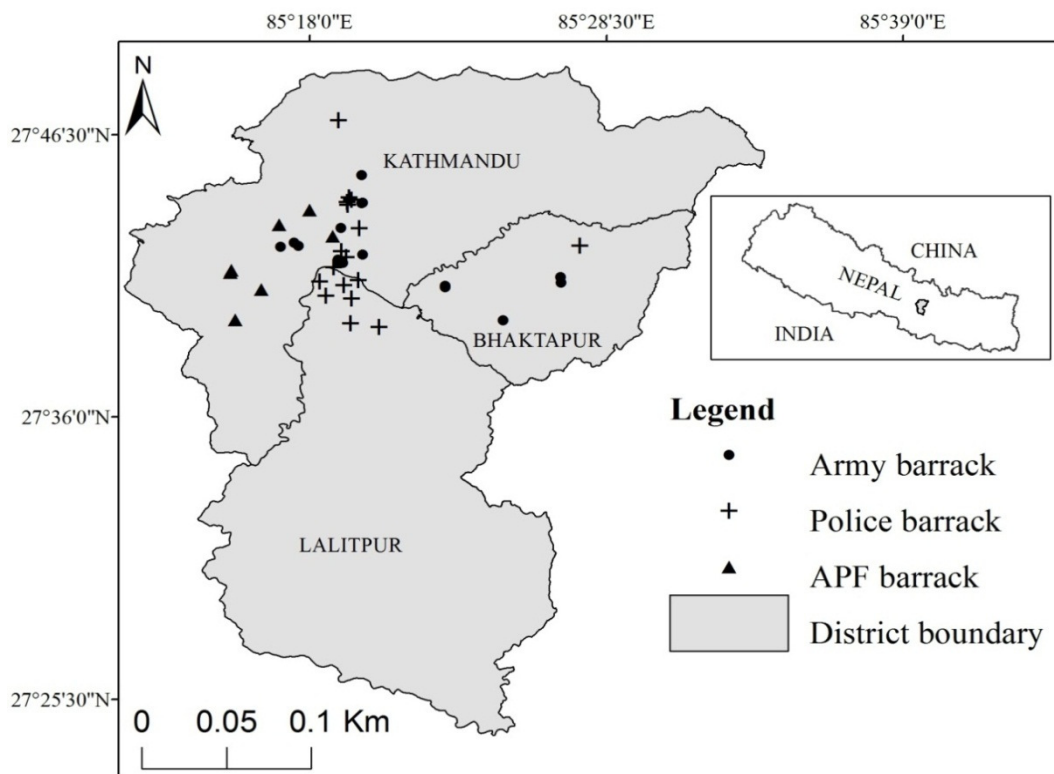 85°18'0"E 85°28'30"E 85°39'0"E
N
27°46'30"N
KATHMANDU
CHINA
NEPAL
INDIA
BHAKTAPUR
27°36'0"N
Legend
Army barrack
Police barrack
APF barrack
District boundary
LALITPUR
27°25'30"N
0 0.05 0.1 Km